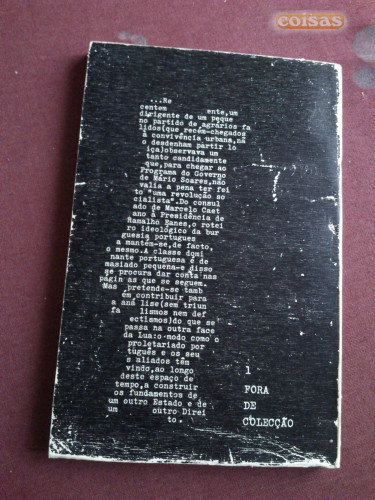 coisas
...Re
centem ente,um
dirigente de um peque
no partido de agrários fa
lidos(que recém-chegados
à convivência urbana,nã
o desdenham partir lo
iça)observava um
tanto candidamente
que,para chegar ao
Programa do Governo
de Mário Soares,não
valia a pena ter fei
to "uma revolução so
cialista".Do consul
ado de Marcelo Caet
ano à Presidência de
Ramalho Eanes,o rotei
ro ideológico da bur
guesia portugues
a mantém-se,de facto,
o mesmo.A classe domi
nante portuguesa é de
masiado pequena-e disso
se procura dar conta nas
págin as que se seguem.
Mas pretende-se tamb
ém contribuir para
a aná lise(sem triun
fa lismos nem def
ectismos)do que se
passa na outra face
da Lua:o modo como o
proletariado por
tuguês e os seu
s aliados têm
vindo,ao longo
deste espaço de
tempo,a construir
os fundamentos de
um outro Estado e de
um outro Direi
to.
1
FORA
DE
COLECÇÃO